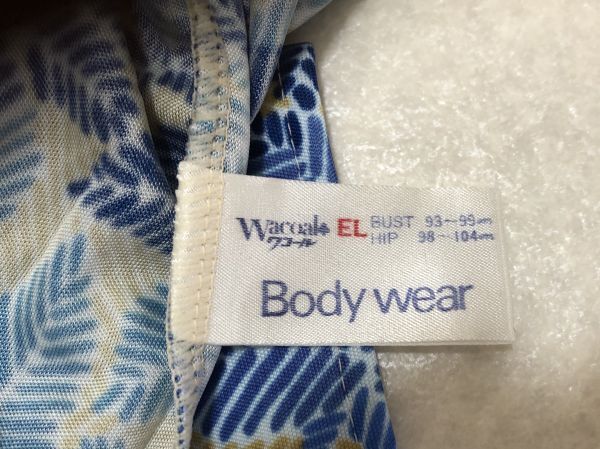 Wacoal EL BUST 93~99cm
ワコール HIP 98~104cm
Body wear